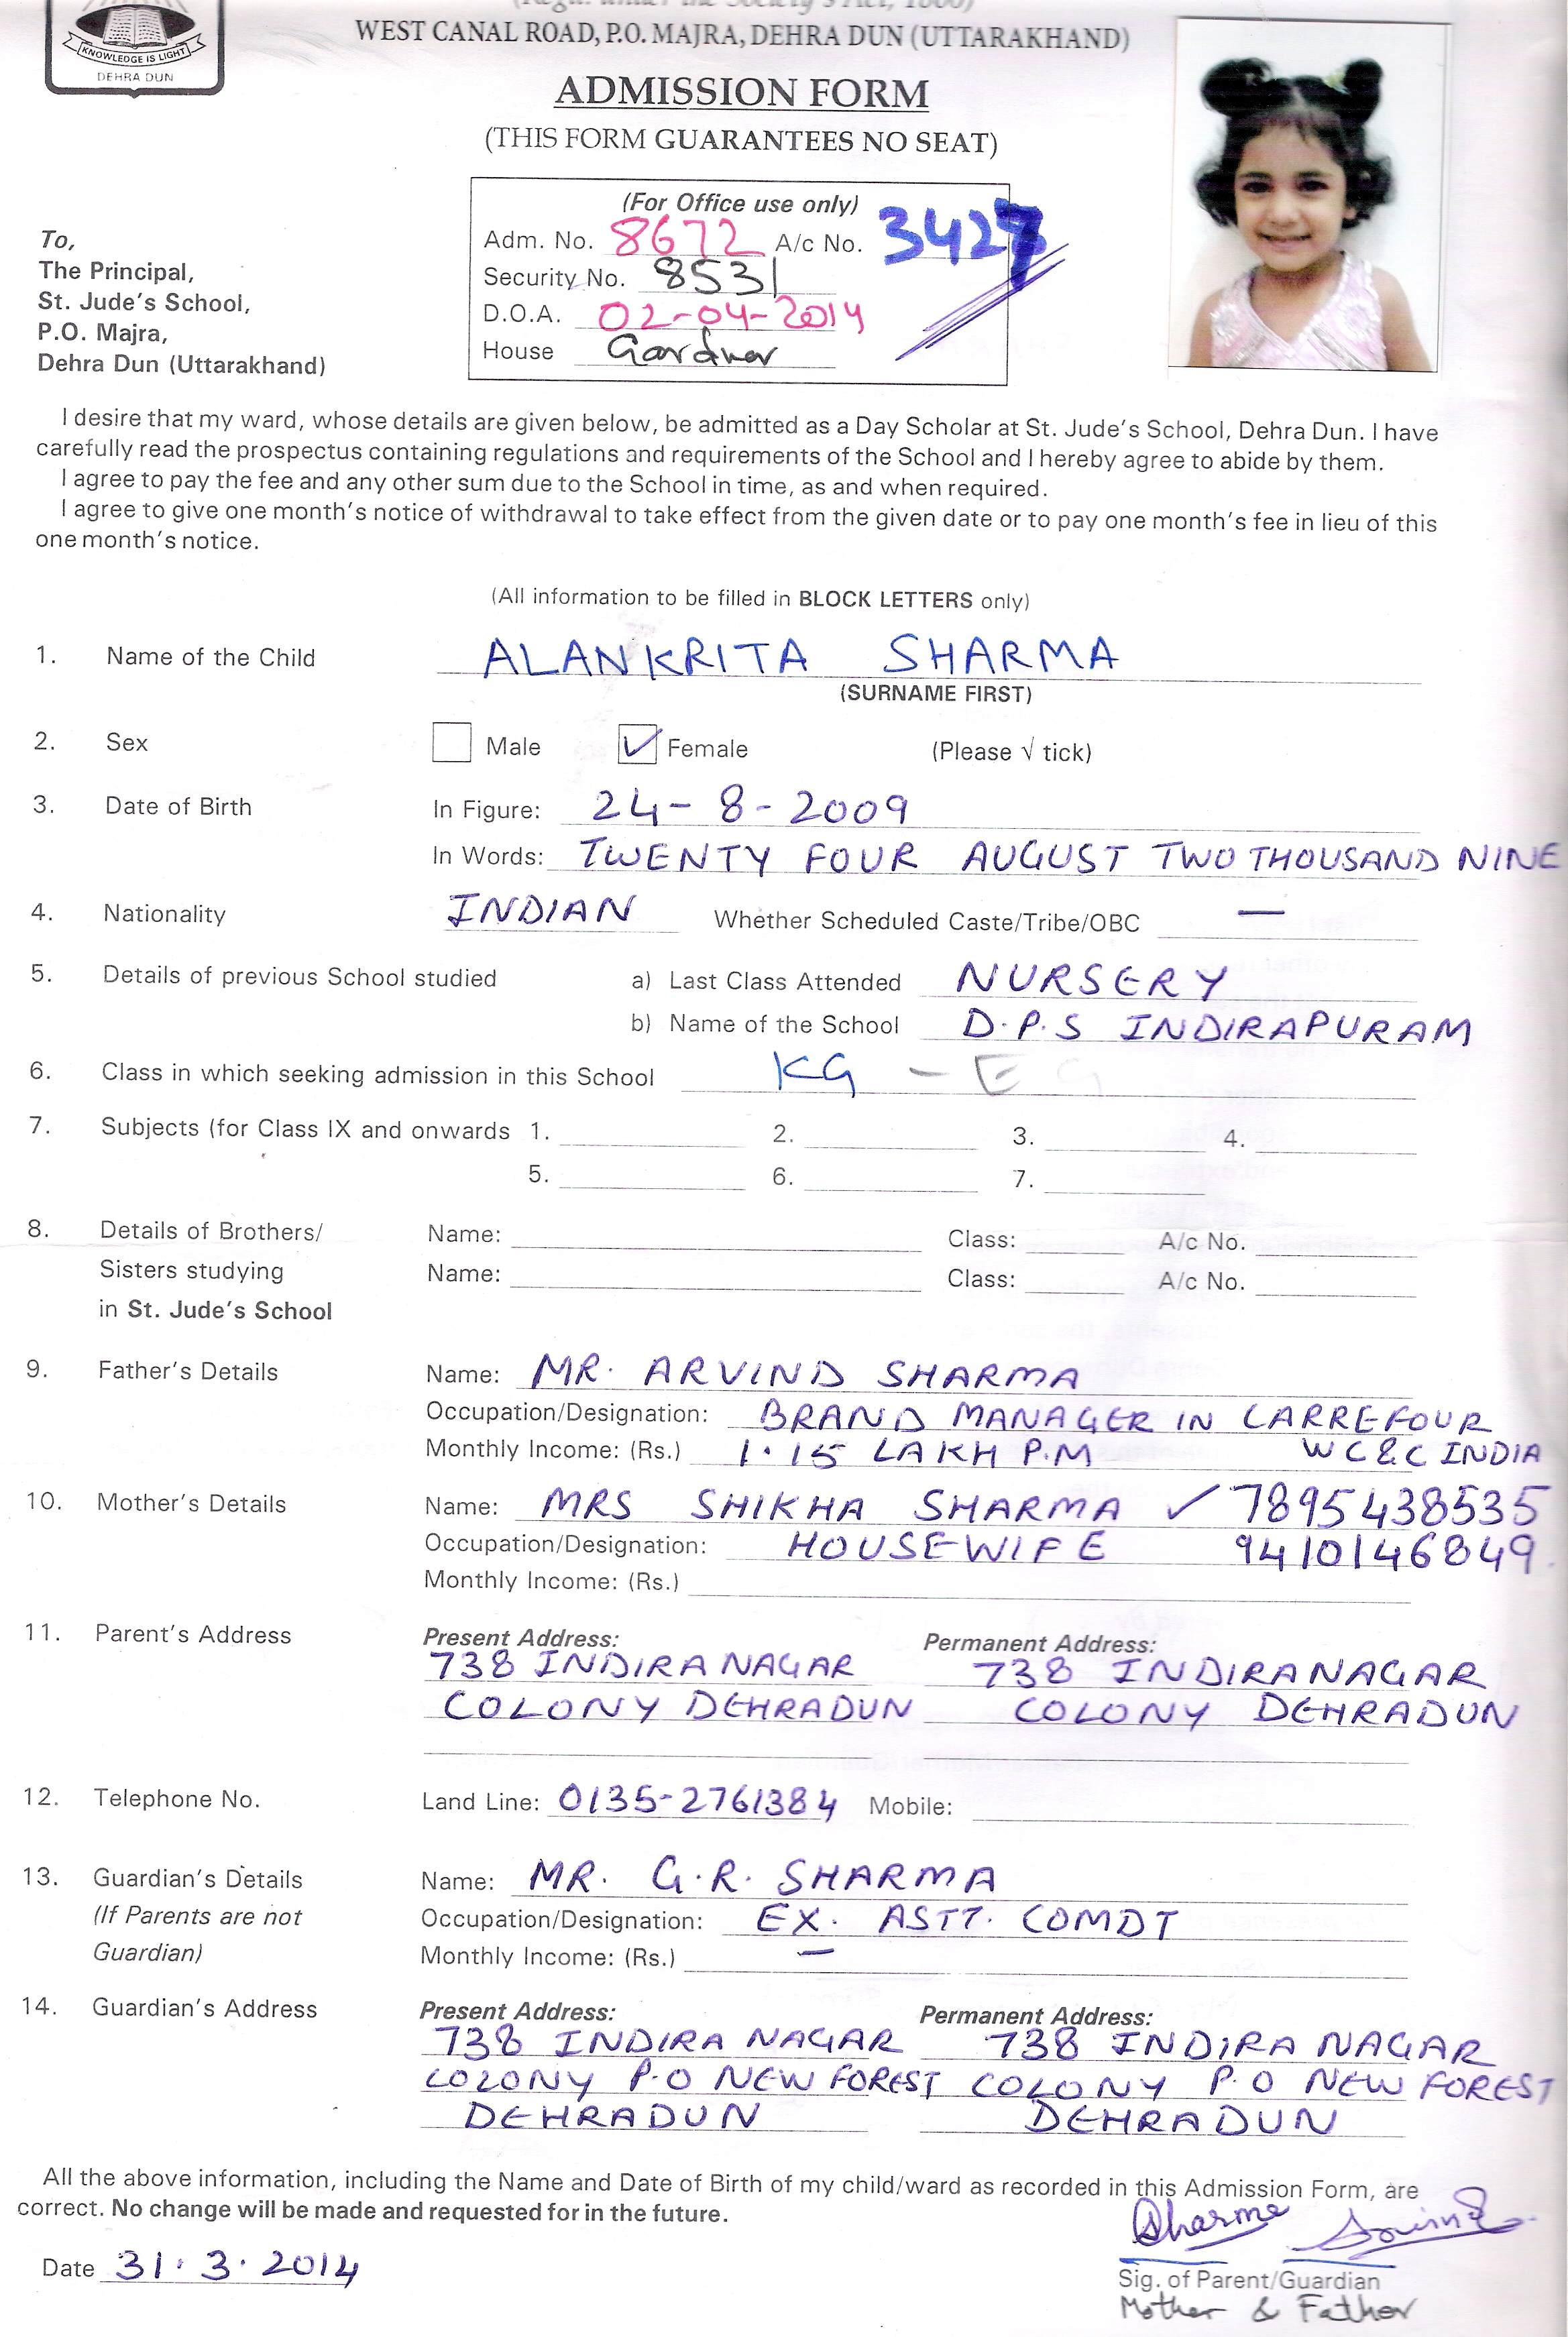 (Regn. under the Society's Act, 1860)
WEST CANAL ROAD, P.O. MAJRA, DEHRA DUN (UTTARAKHAND)
KNOWLEDGE IS LIGHT
DEHRA DUN
ADMISSION FORM
(THIS FORM GUARANTEES NO SEAT)
(For Office use only)
Adm. No. 8672 A/c No. 3427
Security No. 8531
D.O.A. 02-04-2014
House Gardner
To,
The Principal,
St. Jude's School,
P.O. Majra,
Dehra Dun (Uttarakhand)
I desire that my ward, whose details are given below, be admitted as a Day Scholar at St. Jude's School, Dehra Dun. I have
carefully read the prospectus containing regulations and requirements of the School and I hereby agree to abide by them.
I agree to pay the fee and any other sum due to the School in time, as and when required.
I agree to give one month's notice of withdrawal to take effect from the given date or to pay one month's fee in lieu of this
one month's notice.
(All information to be filled in BLOCK LETTERS only)
1. Name of the Child ALANKRITA SHARMA
(SURNAME FIRST)
2. Sex Male ✓ Female (Please √ tick)
3. Date of Birth In Figure: 24-8-2009
In Words: TWENTY FOUR AUGUST TWO THOUSAND NINE
4. Nationality INDIAN Whether Scheduled Caste/Tribe/OBC —
5. Details of previous School studied a) Last Class Attended NURSERY
b) Name of the School D.P.S INDIRAPURAM
6. Class in which seeking admission in this School KG - E G
7. Subjects (for Class IX and onwards 1. 2. 3. 4.
5. 6. 7.
8. Details of Brothers/ Name: Class: A/c No.
Sisters studying Name: Class: A/c No.
in St. Jude's School
9. Father's Details Name: MR. ARVIND SHARMA
Occupation/Designation: BRAND MANAGER IN CARREFOUR
Monthly Income: (Rs.) 1.15 LAKH P.M WC&C INDIA
10. Mother's Details Name: MRS SHIKHA SHARMA ✓ 7895438535
Occupation/Designation: HOUSEWIFE 9410146849
Monthly Income: (Rs.)
11. Parent's Address Present Address: Permanent Address:
738 INDIRANAGAR 738 INDIRANAGAR
COLONY DEHRADUN COLONY DEHRADUN
12. Telephone No. Land Line: 0135-2761384 Mobile:
13. Guardian's Details Name: MR. G.R. SHARMA
(If Parents are not Occupation/Designation: EX. ASTT. COMDT
Guardian) Monthly Income: (Rs.) —
14. Guardian's Address Present Address: Permanent Address:
738 INDIRA NAGAR 738 INDIRA NAGAR
COLONY P.O NEW FOREST COLONY P.O NEW FOREST
DEHRADUN DEHRADUN
All the above information, including the Name and Date of Birth of my child/ward as recorded in this Admission Form, are
correct. No change will be made and requested for in the future.
Sharma Arvind
Date 31.3.2014
Sig. of Parent/Guardian
Mother & Father